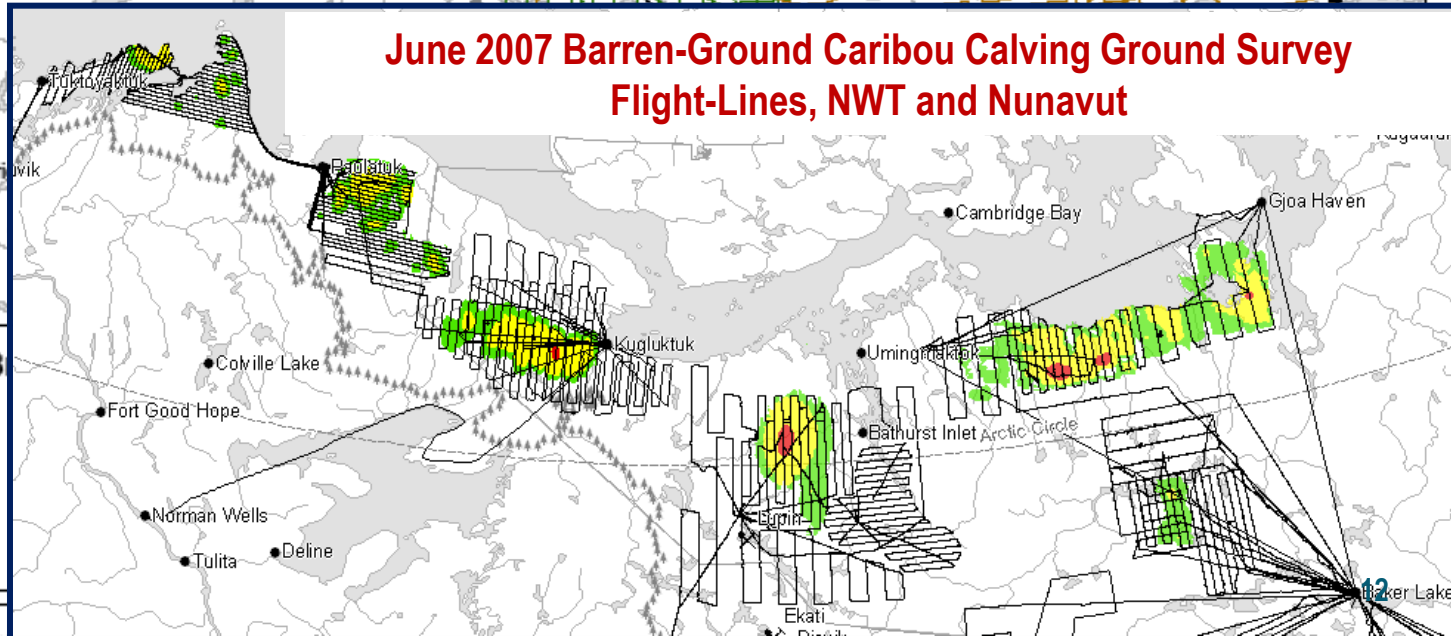 June 2007 Barren-Ground Caribou Calving Ground Survey
Flight-Lines, NWT and Nunavut
Tuktoyaktuk
uvik
Paulatuk
Cambridge Bay
Gjoa Haven
Kugluktuk
Umingmaktok
Colville Lake
Fort Good Hope
Bathurst Inlet
Arctic Circle
Norman Wells
Lupin
Deline
Tulita
12
Baker Lake
Ekati